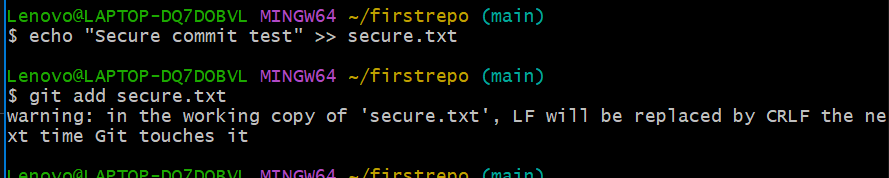 Lenovo@LAPTOP-DQ7DOBVL MINGW64 ~/firstrepo (main)
$ echo "Secure commit test" >> secure.txt
Lenovo@LAPTOP-DQ7DOBVL MINGW64 ~/firstrepo (main)
$ git add secure.txt
warning: in the working copy of 'secure.txt', LF will be replaced by CRLF the ne
xt time Git touches it
Lenovo@LAPTOP-DQ7DOBVL MINGW64 ~/firstrepo (main)